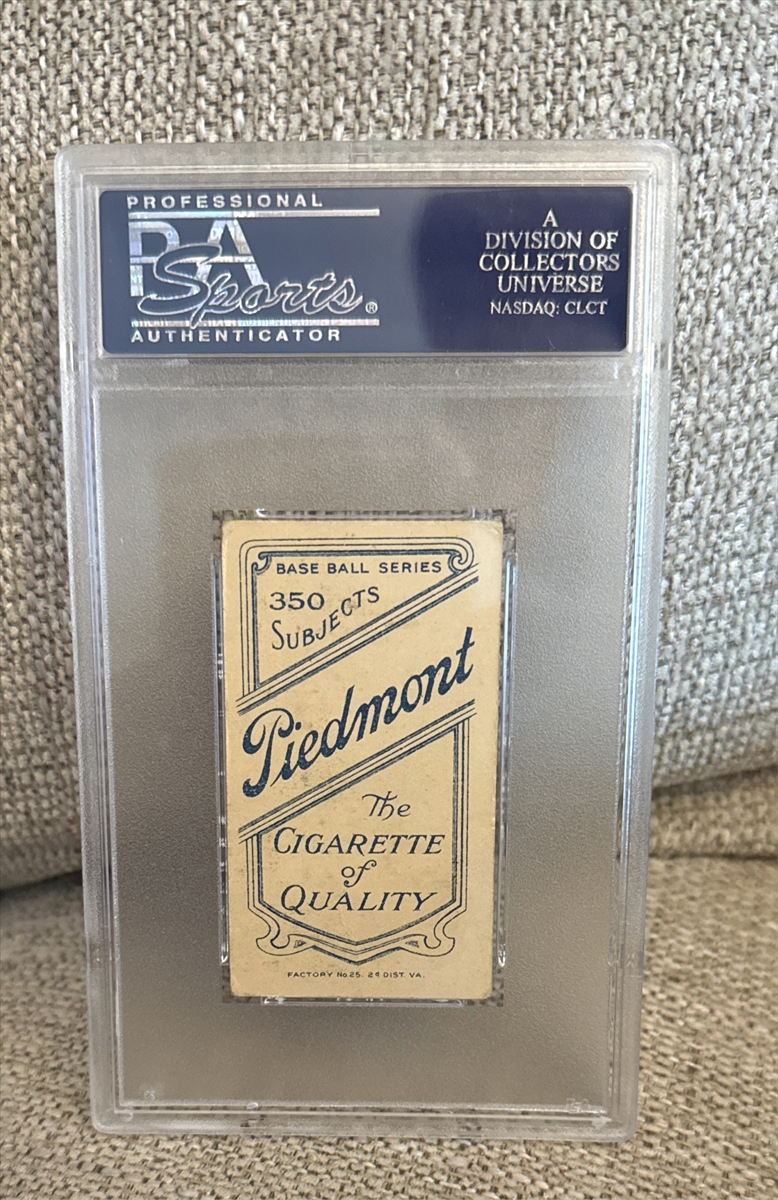 PROFESSIONAL
PSA
Sports®
AUTHENTICATOR
A
DIVISION OF
COLLECTORS
UNIVERSE
NASDAQ: CLCT
BASE BALL SERIES
350
SUBJECTS
Piedmont
The
CIGARETTE
of
QUALITY
FACTORY No 25. 2d DIST. VA.